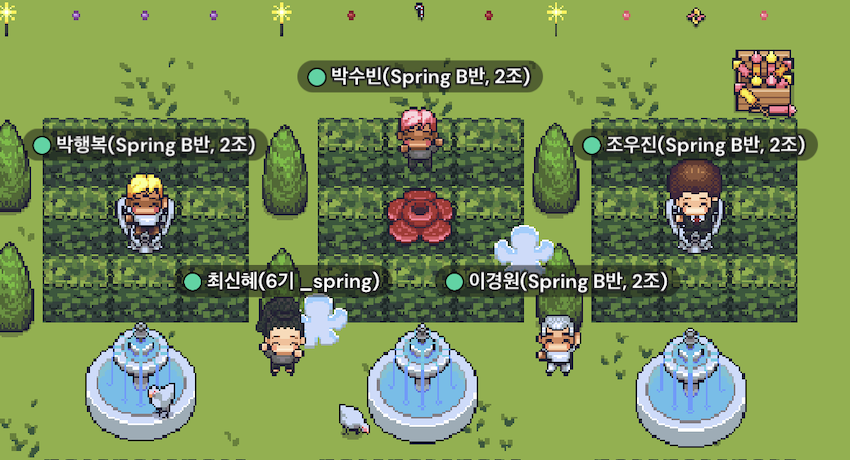 박수빈(Spring B반, 2조)
박행복(Spring B반, 2조)
조우진(Spring B반, 2조)
최신혜(6기 _spring)
이경원(Spring B반, 2조)